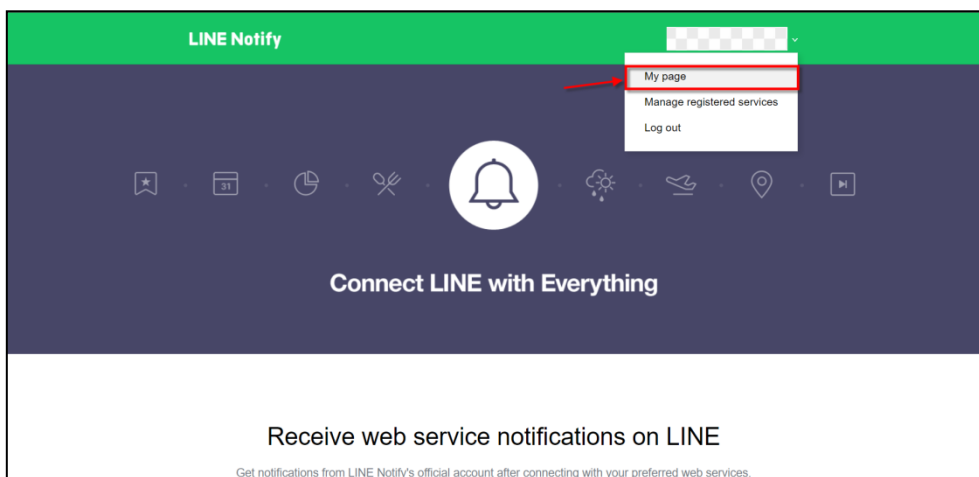 LINE Notify
My page
Manage registered services
Log out
31
Connect LINE with Everything
Receive web service notifications on LINE
Get notifications from LINE Notify's official account after connecting with your preferred web services.